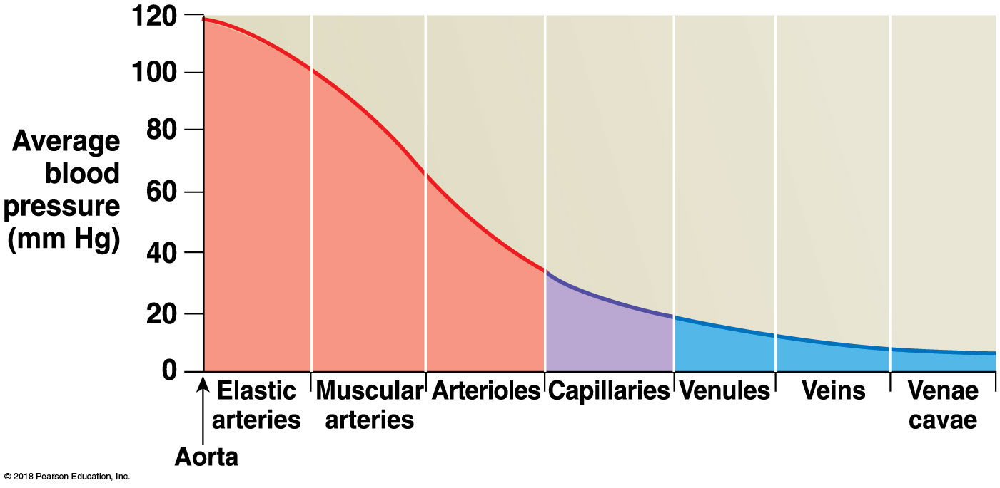 Average
blood
pressure
(mm Hg)
120
100
80
60
40
20
0
Elastic
arteries
Muscular
arteries
Arterioles
Capillaries
Venules
Veins
Venae
cavae
Aorta
© 2018 Pearson Education, Inc.